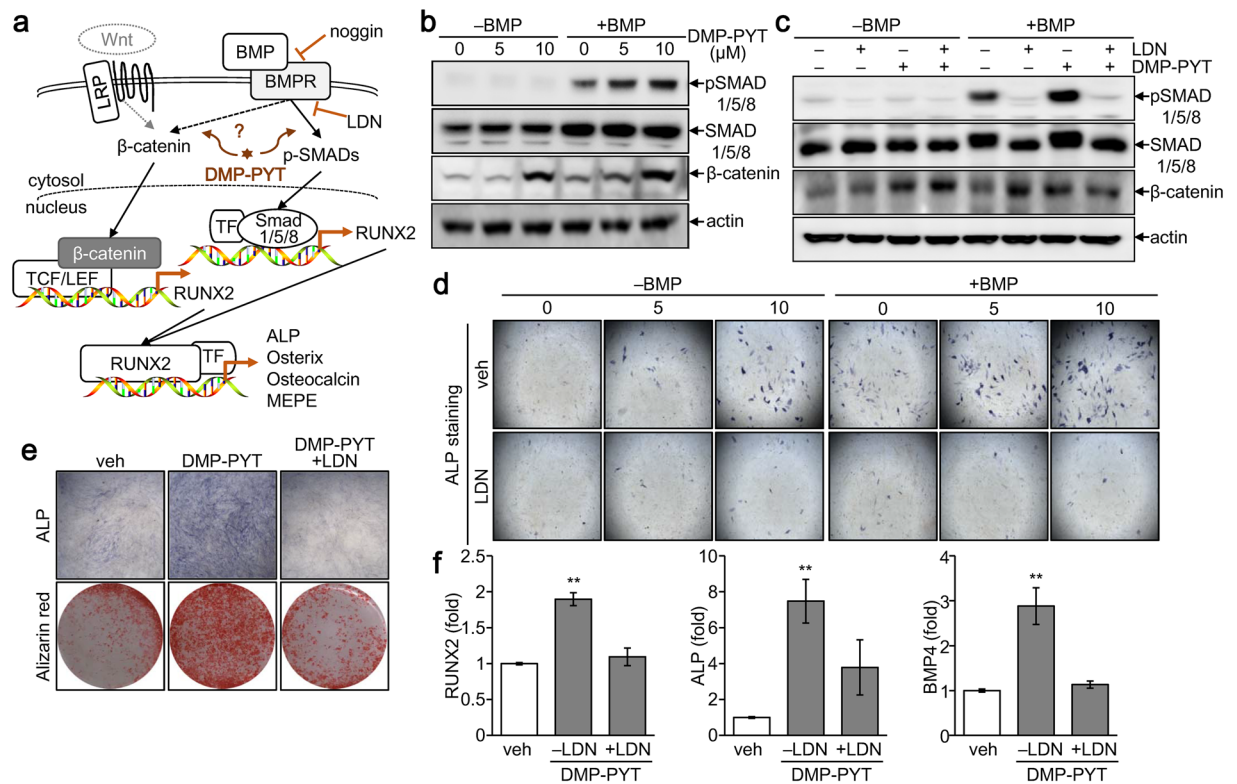 a
Wnt
LRP
BMP
BMPR
noggin
LDN
?
β-catenin
DMP-PYT
p-SMADs
cytosol
nucleus
β-catenin
TCF/LEF
RUNX2
TF
Smad
1/5/8
RUNX2
RUNX2
TF
ALP
Osterix
Osteocalcin
MEPE
b
–BMP +BMP
0 5 10 0 5 10
DMP-PYT
(μM)
pSMAD
1/5/8
SMAD
1/5/8
β-catenin
actin
c
–BMP +BMP
– + – + – + – + LDN
– – + + – – + + DMP-PYT
pSMAD
1/5/8
SMAD
1/5/8
β-catenin
actin
d
–BMP +BMP
0 5 10 0 5 10
ALP staining
veh
LDN
e
veh DMP-PYT DMP-PYT
+LDN
ALP
Alizarin red
f
RUNX2 (fold)
2.5
2
1.5
1
0.5
0
**
veh –LDN +LDN
DMP-PYT
ALP (fold)
10
8
6
4
2
0
**
veh –LDN +LDN
DMP-PYT
BMP4 (fold)
4
3
2
1
0
**
veh –LDN +LDN
DMP-PYT